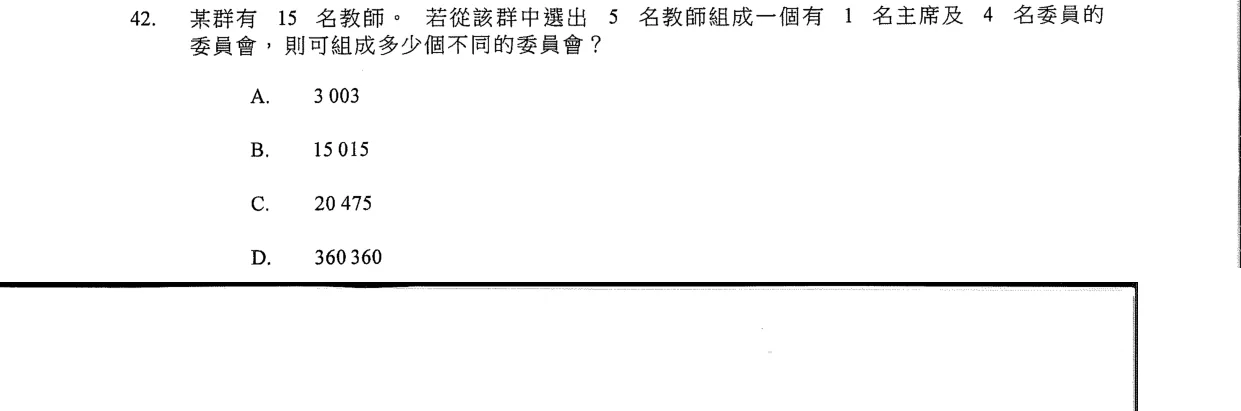 42. 某群有 15 名教師。 若從該群中選出 5 名教師組成一個有 1 名主席及 4 名委員的
委員會，則可組成多少個不同的委員會？
A. 3 003
B. 15 015
C. 20 475
D. 360 360